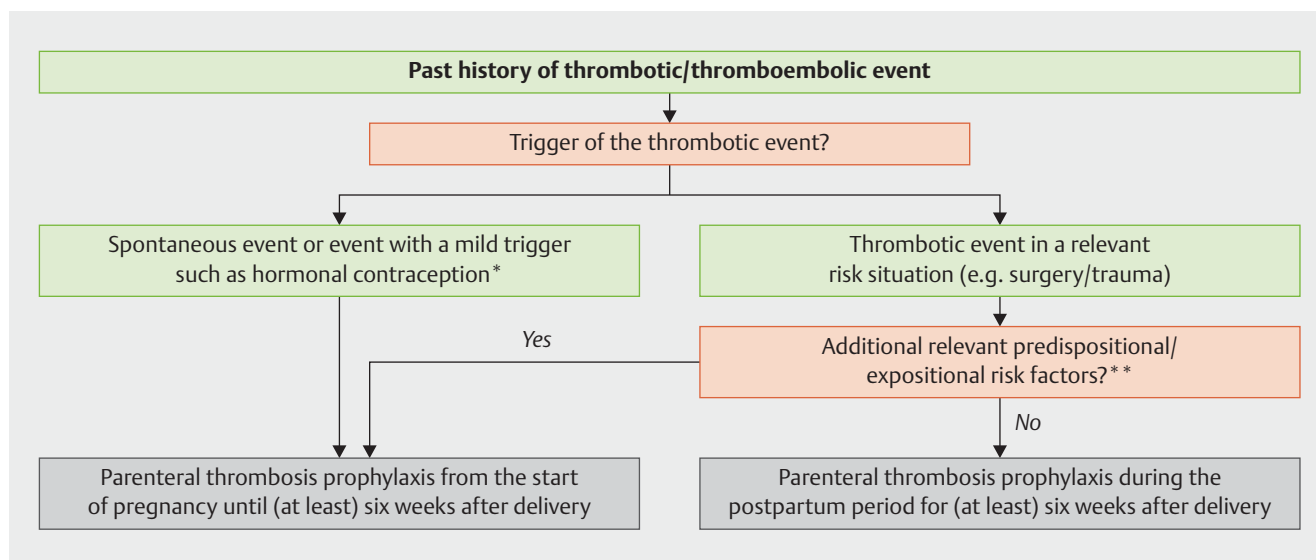 Past history of thrombotic/thromboembolic event
Trigger of the thrombotic event?
Spontaneous event or event with a mild trigger
such as hormonal contraception*
Thrombotic event in a relevant
risk situation (e.g. surgery/trauma)
Yes
Additional relevant predispositional/
expositional risk factors?**
No
Parenteral thrombosis prophylaxis from the start
of pregnancy until (at least) six weeks after delivery
Parenteral thrombosis prophylaxis during the
postpartum period for (at least) six weeks after delivery